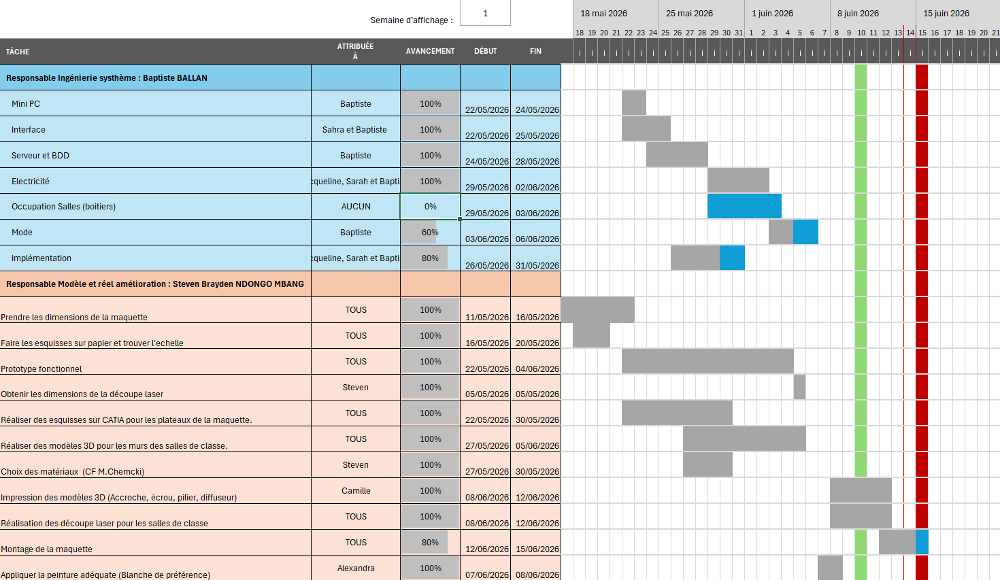 Semaine d'affichage : 1
18 mai 2026 25 mai 2026 1 juin 2026 8 juin 2026 15 juin 2026
18 19 20 21 22 23 24 25 26 27 28 29 30 31 1 2 3 4 5 6 7 8 9 10 11 12 13 14 15 16 17 18 19 20 21
TÂCHE ATTRIBUÉE À AVANCEMENT DÉBUT FIN j j j j j j j j j j j j j j j j j j j j j j j j j j j j j j j j j j j
Responsable Ingénierie systhème : Baptiste BALLAN
Mini PC Baptiste 100% 22/05/2026 24/05/2026
Interface Sahra et Baptiste 100% 22/05/2026 25/05/2026
Serveur et BDD Baptiste 100% 24/05/2026 28/05/2026
Electricité cqueline, Sarah et Bapti 100% 29/05/2026 02/06/2026
Occupation Salles (boitiers) AUCUN 0% 29/05/2026 03/06/2026
Mode Baptiste 60% 03/06/2026 06/06/2026
Implémentation cqueline, Sarah et Bapti 80% 26/05/2026 31/05/2026
Responsable Modèle et réel amélioration : Steven Brayden NDONGO MBANG
Prendre les dimensions de la maquette TOUS 100% 11/05/2026 16/05/2026
Faire les esquisses sur papier et trouver l'echelle TOUS 100% 16/05/2026 20/05/2026
Prototype fonctionnel TOUS 100% 22/05/2026 04/06/2026
Obtenir les dimensions de la découpe laser Steven 100% 05/05/2026 05/05/2026
Réaliser des esquisses sur CATIA pour les plateaux de la maquette. TOUS 100% 22/05/2026 30/05/2026
Réaliser des modèles 3D pour les murs des salles de classe. TOUS 100% 27/05/2026 05/06/2026
Choix des matériaux (CF M.Chemcki) Steven 100% 27/05/2026 30/05/2026
Impression des modèles 3D (Accroche, écrou, pilier, diffuseur) Camille 100% 08/06/2026 12/06/2026
Réalisation des découpe laser pour les salles de classe TOUS 100% 08/06/2026 12/06/2026
Montage de la maquette TOUS 80% 12/06/2026 15/06/2026
Appliquer la peinture adéquate (Blanche de préférence) Alexandra 100% 07/06/2026 08/06/2026